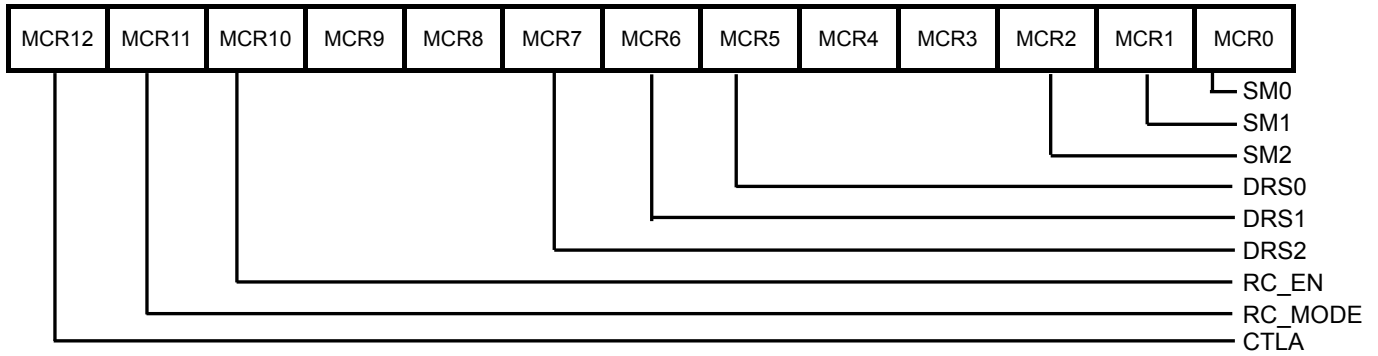 MCR12 MCR11 MCR10 MCR9 MCR8 MCR7 MCR6 MCR5 MCR4 MCR3 MCR2 MCR1 MCR0
SM0
SM1
SM2
DRS0
DRS1
DRS2
RC_EN
RC_MODE
CTLA